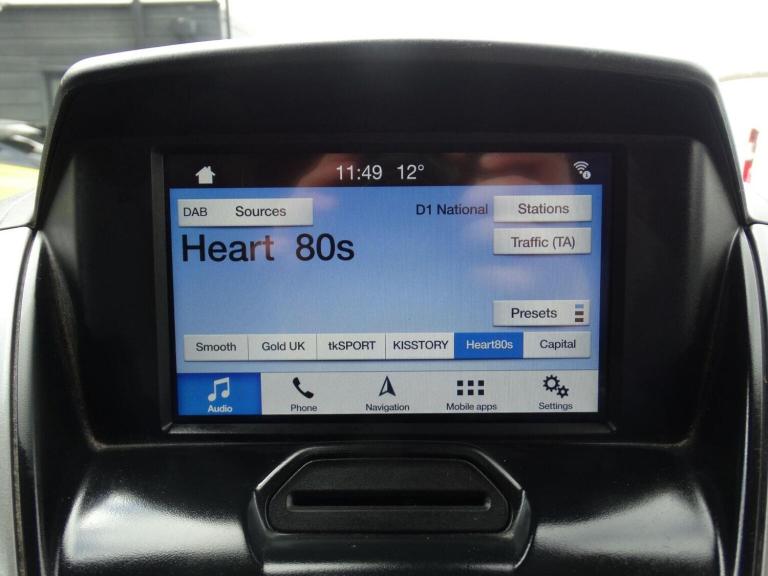 11:49 12°
DAB Sources
D1 National Stations
Heart 80s
Traffic (TA)
Presets
Smooth Gold UK tkSPORT KISSTORY Heart80s Capital
Audio Phone Navigation Mobile apps Settings